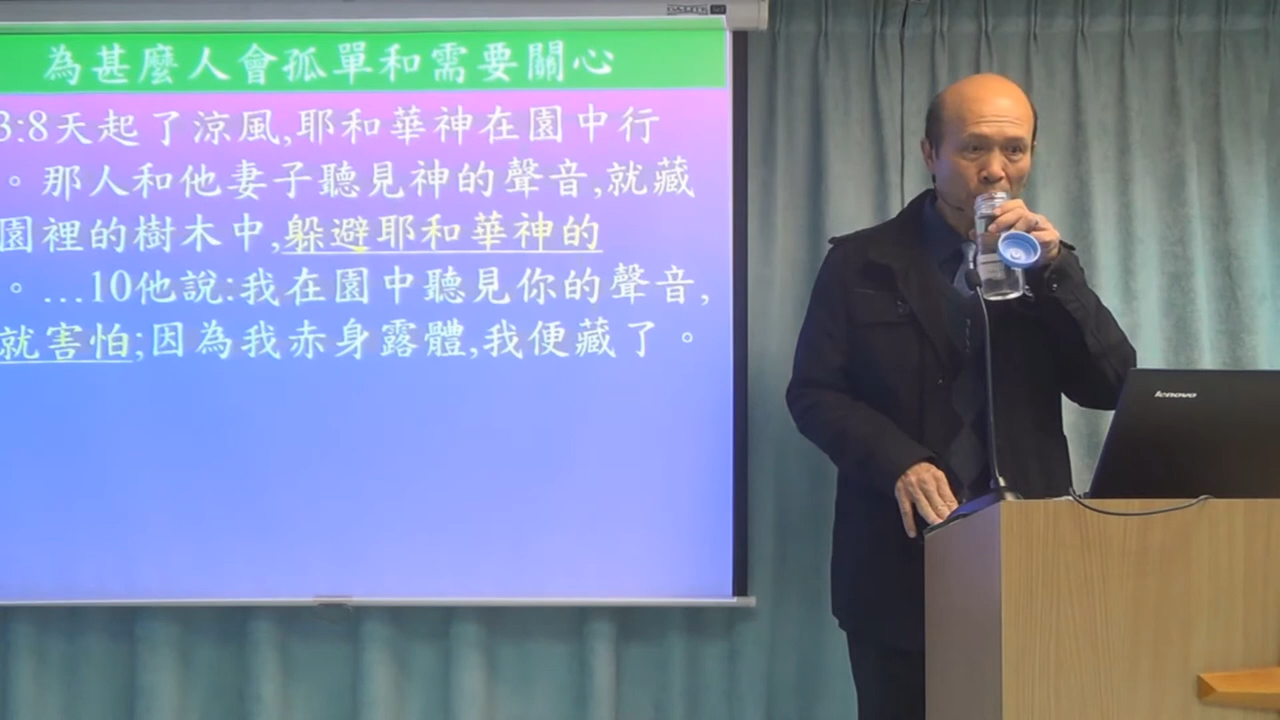 為甚麼人會孤單和需要關心
3:8天起了涼風,耶和華神在園中行
。那人和他妻子聽見神的聲音,就藏
園裡的樹木中,躲避耶和華神的
。…10他說:我在園中聽見你的聲音,
就害怕;因為我赤身露體,我便藏了。
lenovo